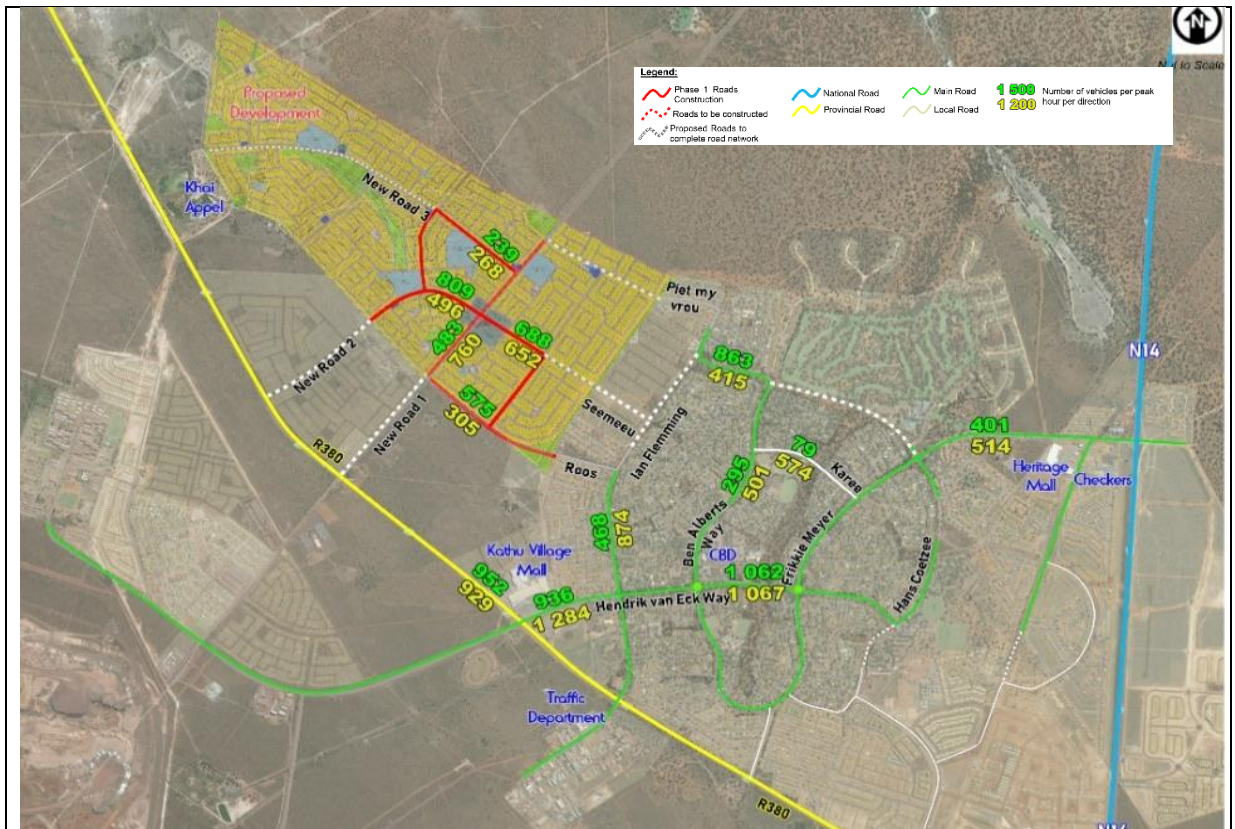 N
Not to Scale
Legend:
Phase 1 Roads
Construction
Roads to be constructed
Proposed Roads to
complete road network
National Road
Provincial Road
Main Road
Local Road
1 500
1 200
Number of vehicles per peak
hour per direction
Proposed
Development
Khai
Appel
New Road 3
239
268
809
496
483
760
688
652
575
305
New Road 2
New Road 1
R380
Piet my
vrou
Seemeeu
Roos
Ian Flemming
863
415
N14
401
514
Heritage
Mall
Checkers
79
574
Karee
295
501
Ben Alberts
Way
Frikkie Meyer
468
874
CBD
Kathu Village
Mall
952
929
936
1 284
Hendrik van Eck Way
1 062
1 067
Hans Coetzee
Traffic
Department
R380
N14